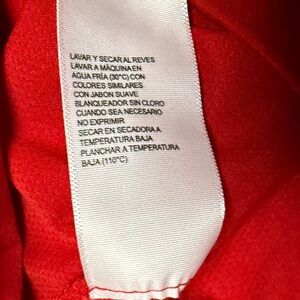 LAVAR Y SECAR AL REVES
LAVAR A MÁQUINA EN
AGUA FRÍA (30°C) CON
COLORES SIMILARES
CON JABON SUAVE
BLANQUEADOR SIN CLORO
CUANDO SEA NECESARIO
NO EXPRIMIR
SECAR EN SECADORA A
TEMPERATURA BAJA
PLANCHAR A TEMPERATURA
BAJA (110°C)